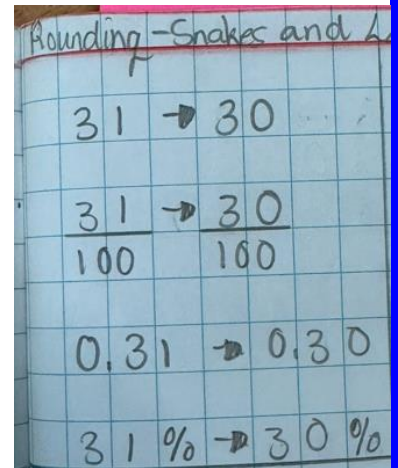 Rounding - Snakes and
31 → 30
31/100 → 30/100
0.31 → 0.30
31% → 30%